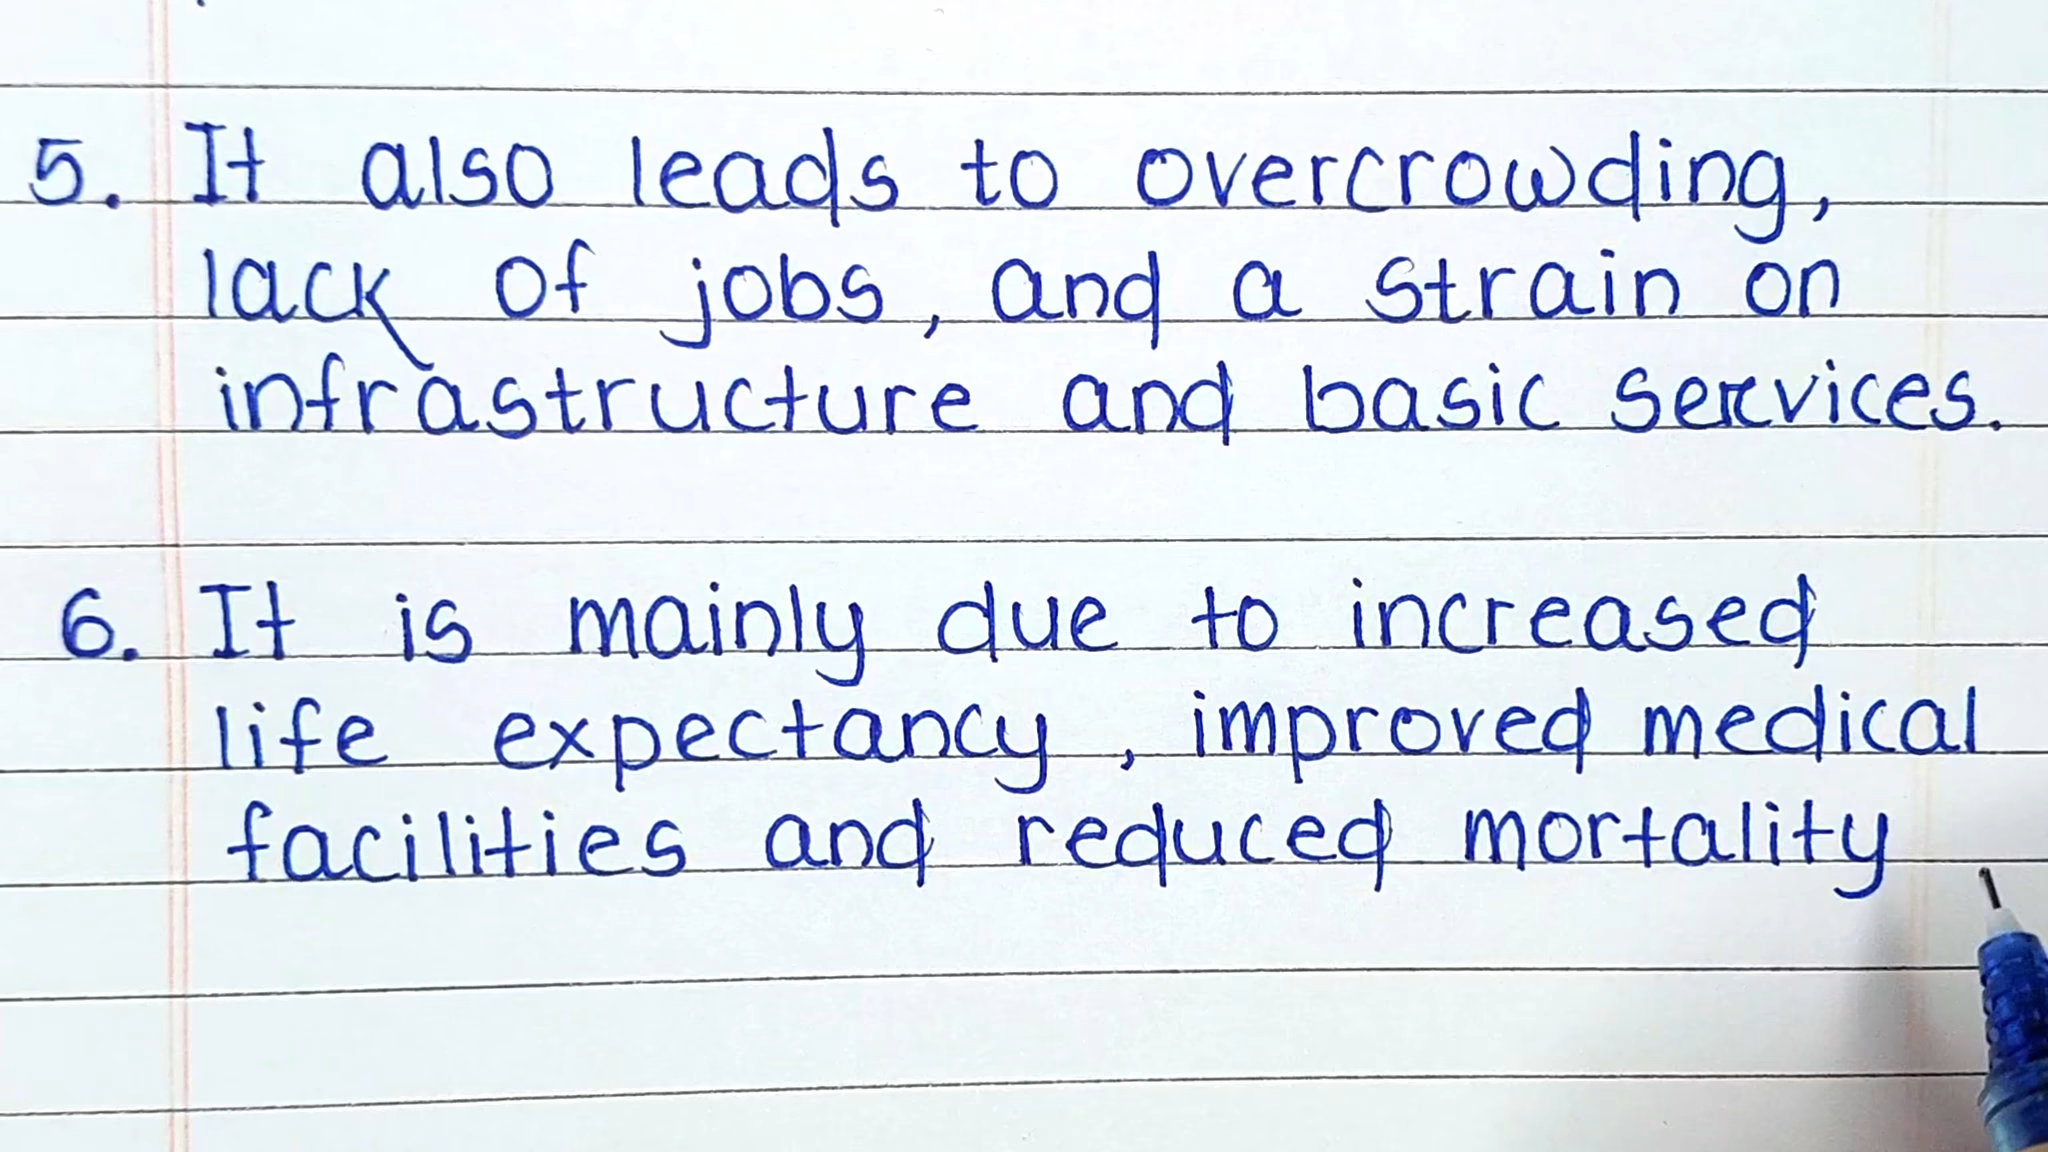 5. It also leads to overcrowding,
lack of jobs, and a strain on
infrastructure and basic services.
6. It is mainly due to increased
life expectancy, improved medical
facilities and reduced mortality